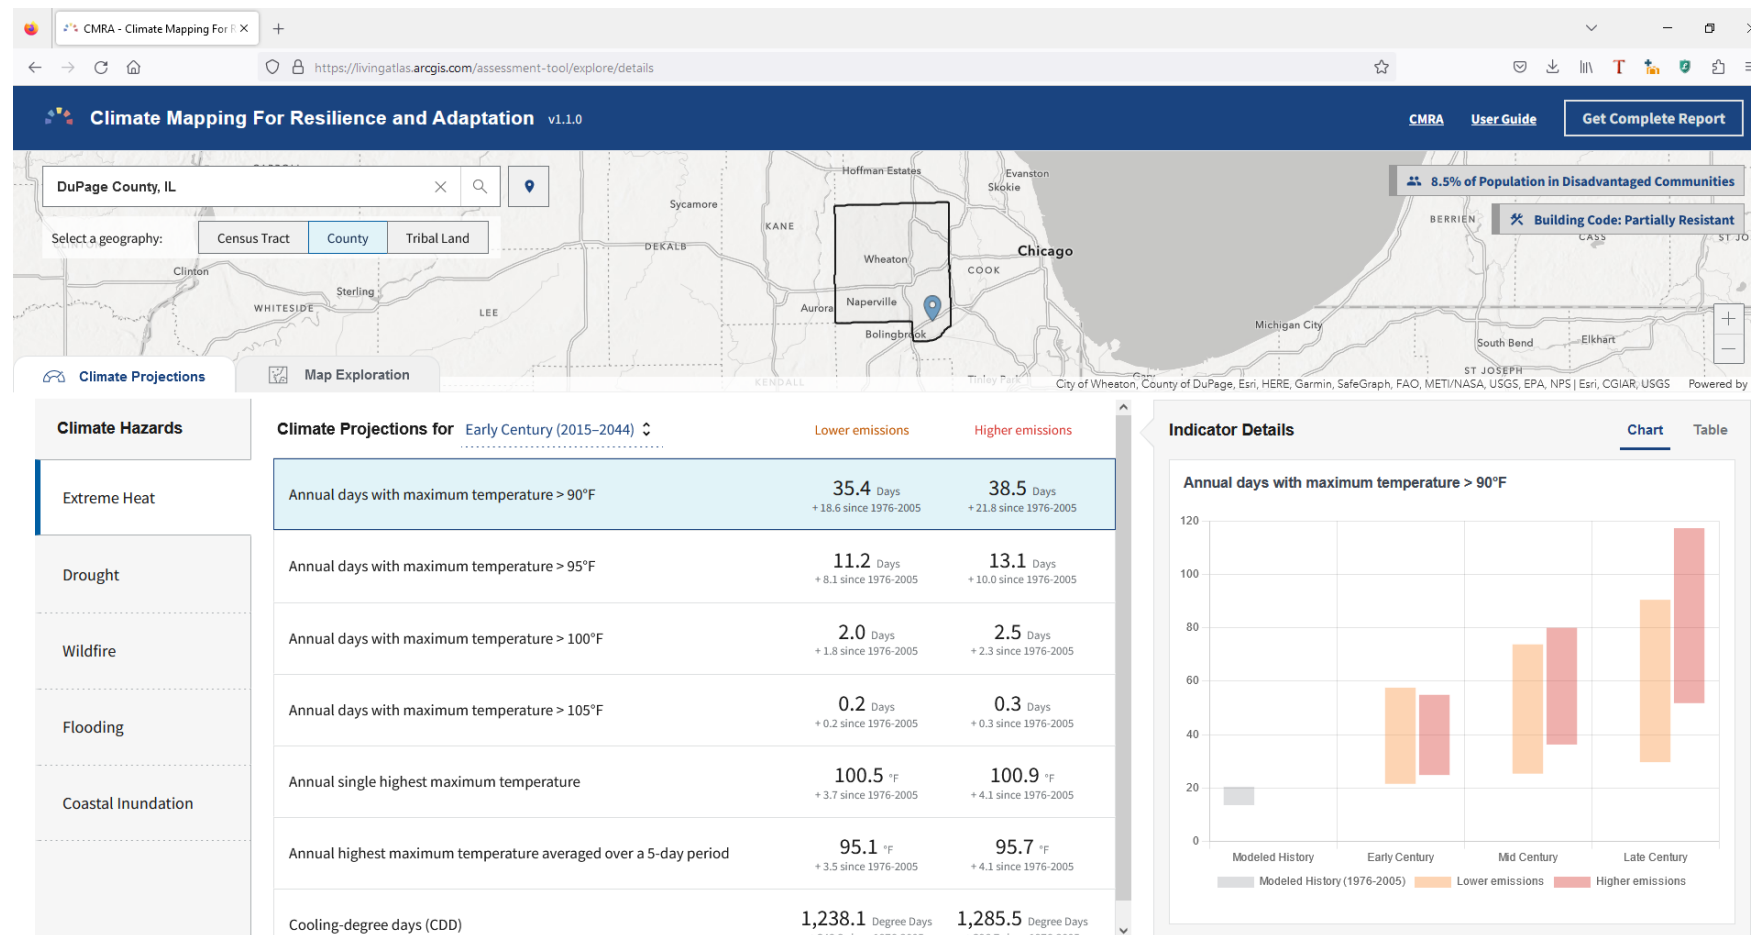 CMRA - Climate Mapping For R
https://livingatlas.arcgis.com/assessment-tool/explore/details
Climate Mapping For Resilience and Adaptation v1.1.0
CMRA User Guide Get Complete Report
DuPage County, IL
Select a geography: Census Tract County Tribal Land
8.5% of Population in Disadvantaged Communities
Building Code: Partially Resistant
Hoffman Estates
Evanston
Skokie
Sycamore
KANE
DEKALB
Chicago
Wheaton
COOK
BERRIEN
CASS
ST JO
Clinton
Sterling
WHITESIDE
LEE
Aurora
Naperville
Bolingbrook
Michigan City
South Bend
Elkhart
ST JOSEPH
KENDALL
Tinley Park
Gary
City of Wheaton, County of DuPage, Esri, HERE, Garmin, SafeGraph, FAO, METI/NASA, USGS, EPA, NPS | Esri, CGIAR, USGS Powered by
Climate Projections Map Exploration
Climate Hazards
Extreme Heat
Drought
Wildfire
Flooding
Coastal Inundation
Climate Projections for Early Century (2015–2044) Lower emissions Higher emissions
Annual days with maximum temperature > 90°F 35.4 Days 38.5 Days
+ 18.6 since 1976-2005 + 21.8 since 1976-2005
Annual days with maximum temperature > 95°F 11.2 Days 13.1 Days
+ 8.1 since 1976-2005 + 10.0 since 1976-2005
Annual days with maximum temperature > 100°F 2.0 Days 2.5 Days
+ 1.8 since 1976-2005 + 2.3 since 1976-2005
Annual days with maximum temperature > 105°F 0.2 Days 0.3 Days
+ 0.2 since 1976-2005 + 0.3 since 1976-2005
Annual single highest maximum temperature 100.5 °F 100.9 °F
+ 3.7 since 1976-2005 + 4.1 since 1976-2005
Annual highest maximum temperature averaged over a 5-day period 95.1 °F 95.7 °F
+ 3.5 since 1976-2005 + 4.1 since 1976-2005
Cooling-degree days (CDD) 1,238.1 Degree Days 1,285.5 Degree Days
Indicator Details Chart Table
Annual days with maximum temperature > 90°F
120
100
80
60
40
20
0
Modeled History Early Century Mid Century Late Century
Modeled History (1976-2005) Lower emissions Higher emissions